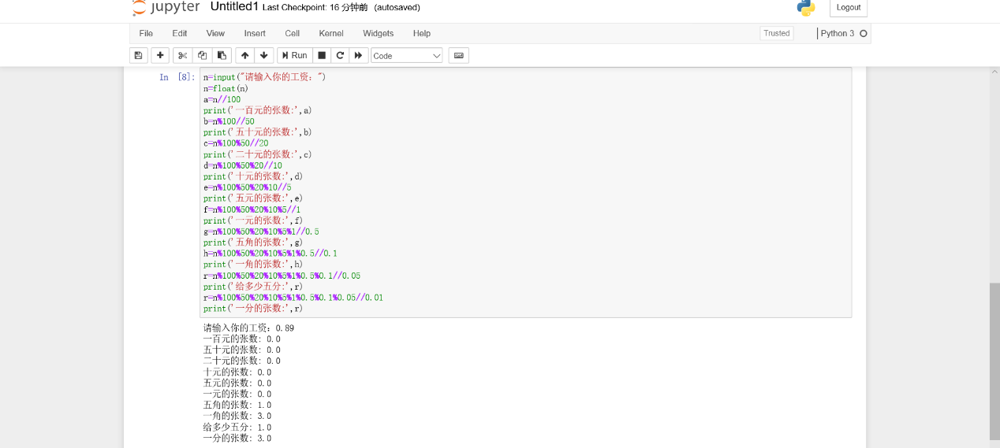 jupyter Untitled1 Last Checkpoint: 16 分钟前 (autosaved)
Logout
File Edit View Insert Cell Kernel Widgets Help
Trusted Python 3
Run Code
In [8]: n=input("请输入你的工资：")
n=float(n)
a=n//100
print('一百元的张数:',a)
b=n%100//50
print('五十元的张数:',b)
c=n%100%50//20
print('二十元的张数:',c)
d=n%100%50%20//10
print('十元的张数:',d)
e=n%100%50%20%10//5
print('五元的张数:',e)
f=n%100%50%20%10%5//1
print('一元的张数:',f)
g=n%100%50%20%10%5%1//0.5
print('五角的张数:',g)
h=n%100%50%20%10%5%1%0.5//0.1
print('一角的张数:',h)
r=n%100%50%20%10%5%1%0.5%0.1//0.05
print('给多少五分:',r)
r=n%100%50%20%10%5%1%0.5%0.1%0.05//0.01
print('一分的张数:',r)
请输入你的工资：0.89
一百元的张数: 0.0
五十元的张数: 0.0
二十元的张数: 0.0
十元的张数: 0.0
五元的张数: 0.0
一元的张数: 0.0
五角的张数: 1.0
一角的张数: 3.0
给多少五分: 1.0
一分的张数: 3.0